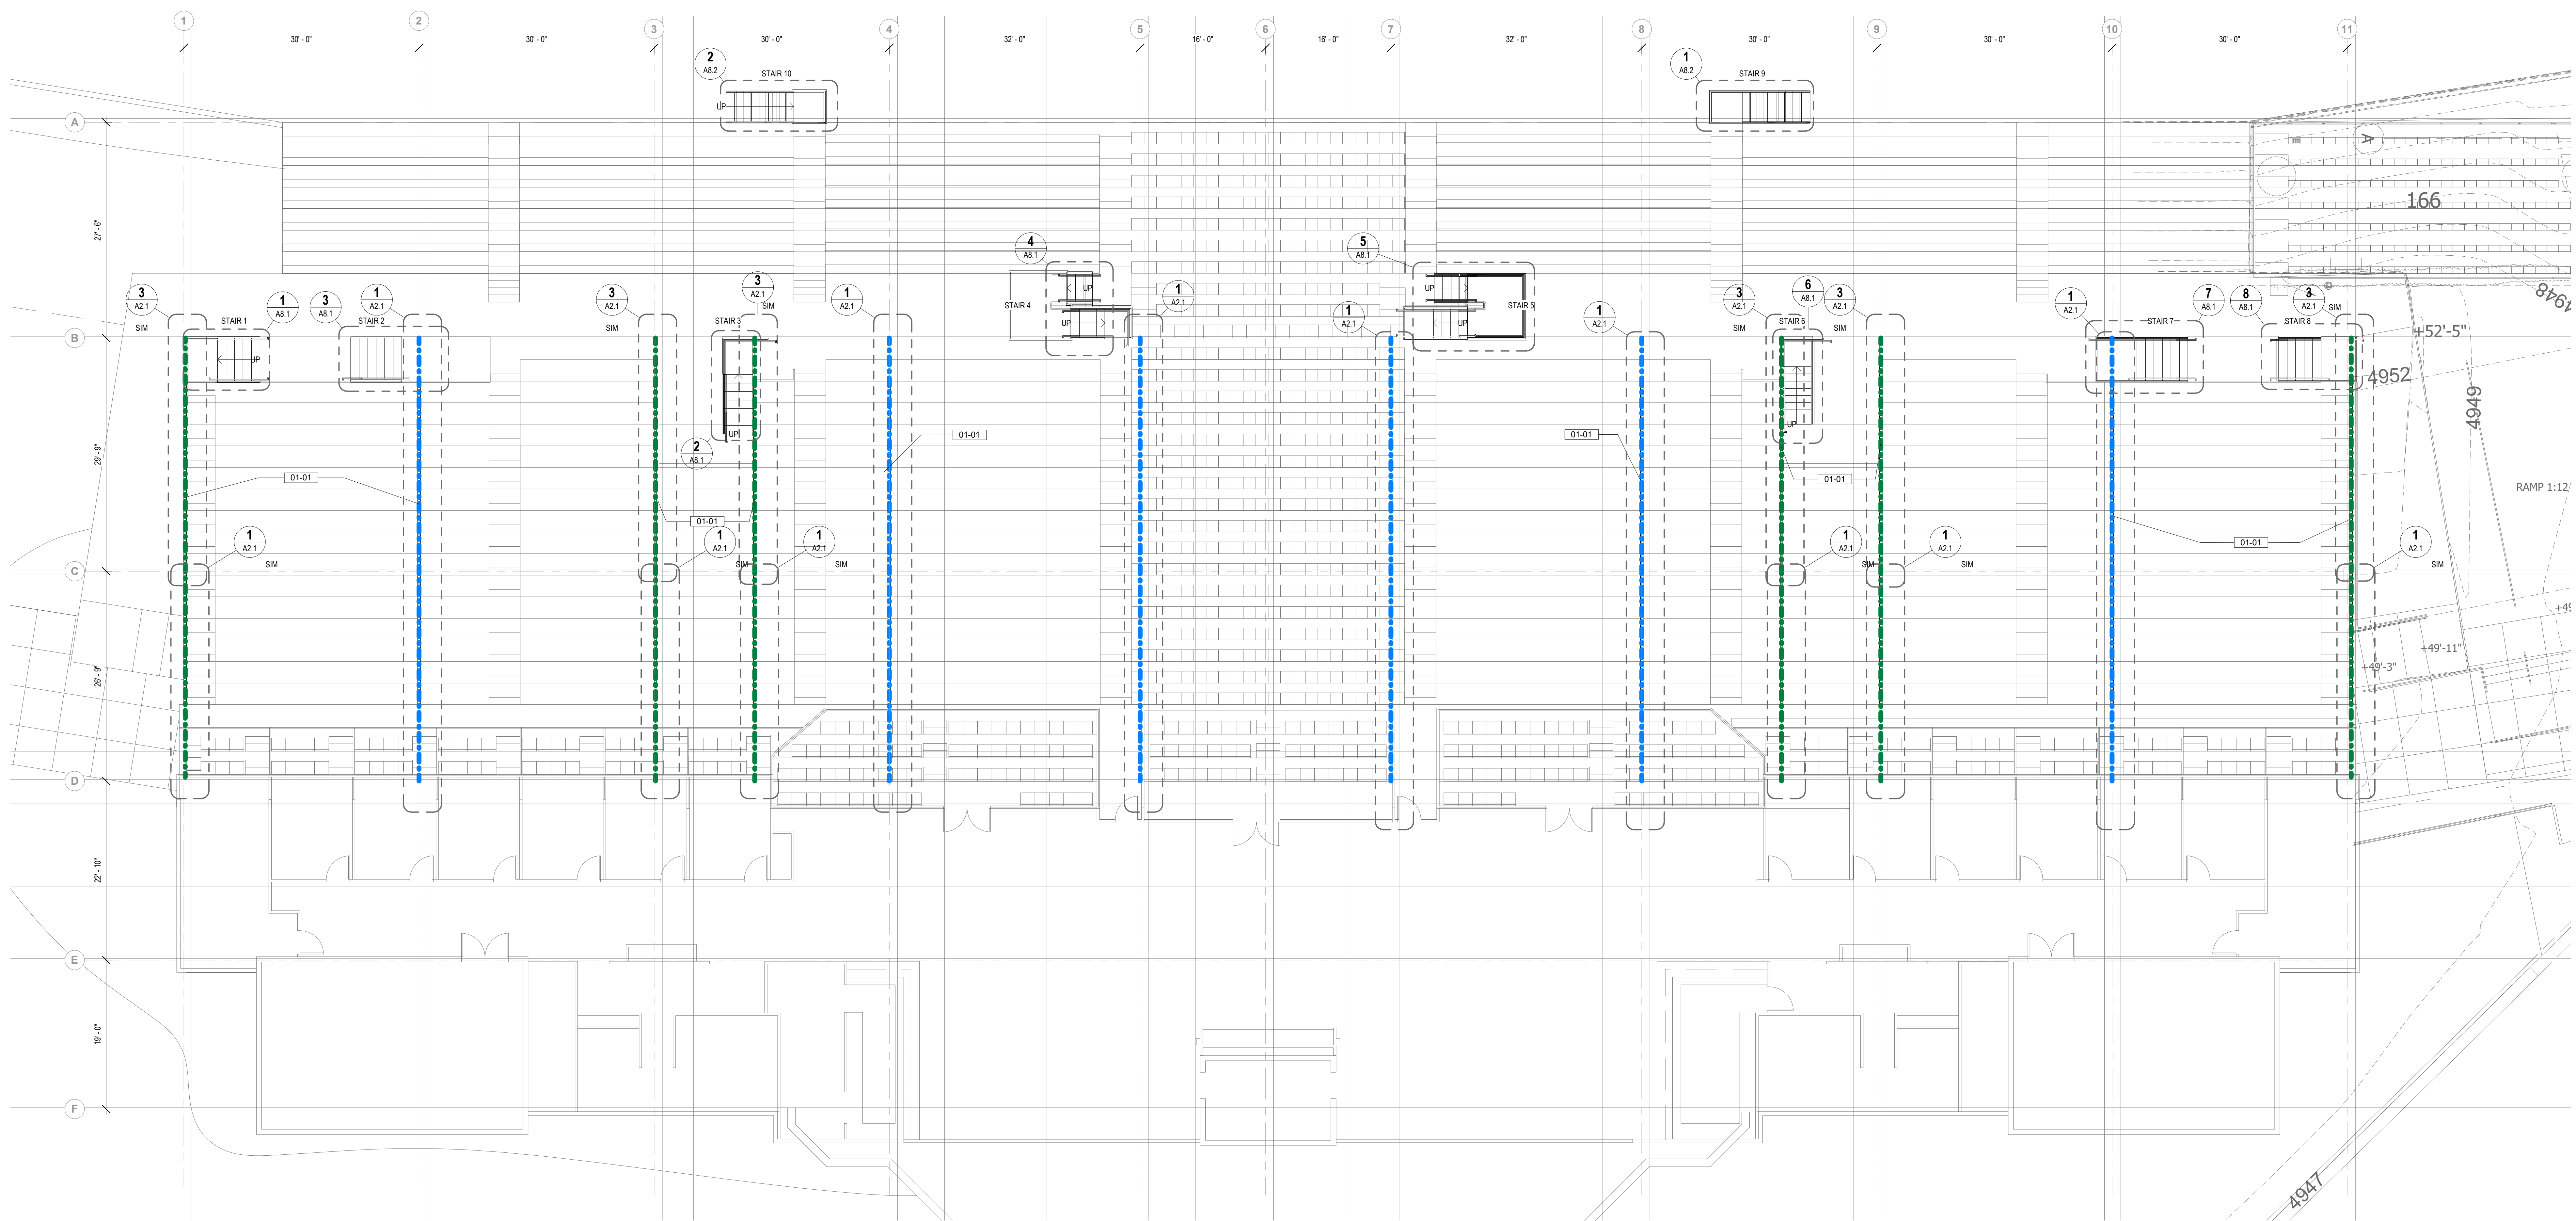 1
2
3
4
5
6
7
8
9
10
11
30' - 0"
30' - 0"
30' - 0"
32' - 0"
16' - 0"
16' - 0"
32' - 0"
30' - 0"
30' - 0"
30' - 0"
2
A8.2
STAIR 10
UP
1
A8.2
STAIR 9
A
A
166
27' - 6"
4
A8.1
UP
STAIR 4
UP
5
A8.1
UP
STAIR 5
UP
3
A2.1
SIM
STAIR 1
1
A8.1
UP
3
A8.1
STAIR 2
1
A2.1
3
A2.1
SIM
STAIR 3
3
A2.1
SIM
1
A2.1
1
A2.1
1
A2.1
1
A2.1
3
A2.1
SIM
STAIR 6
6
A8.1
3
A2.1
SIM
1
A2.1
STAIR 7
7
A8.1
8
A8.1
STAIR 8
3
A2.1
SIM
4948
+52'-5"
B
4952
4949
UP
2
A8.1
UP
29' - 9"
01-01
01-01
01-01
01-01
01-01
01-01
RAMP 1:12
1
A2.1
SIM
1
A2.1
SIM
1
A2.1
SIM
1
A2.1
SIM
1
A2.1
SIM
1
A2.1
SIM
C
26' - 9"
+49'-11"
+49'-3"
D
22' - 10"
E
19' - 0"
F
4947